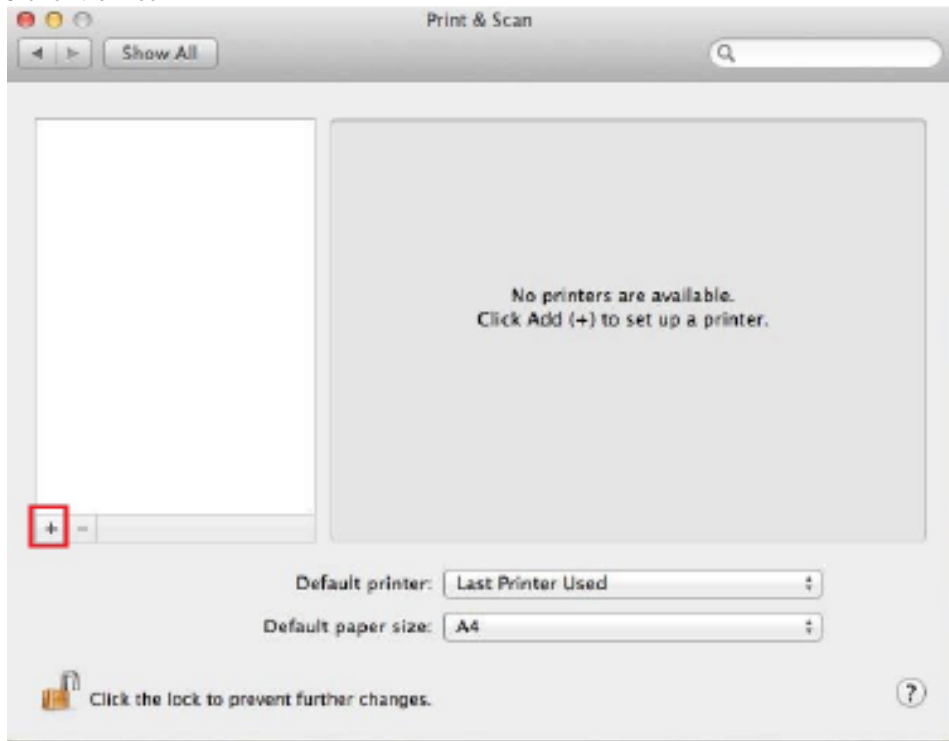 Print & Scan
Show All
No printers are available.
Click Add (+) to set up a printer.
+ -
Default printer: Last Printer Used
Default paper size: A4
Click the lock to prevent further changes.
?